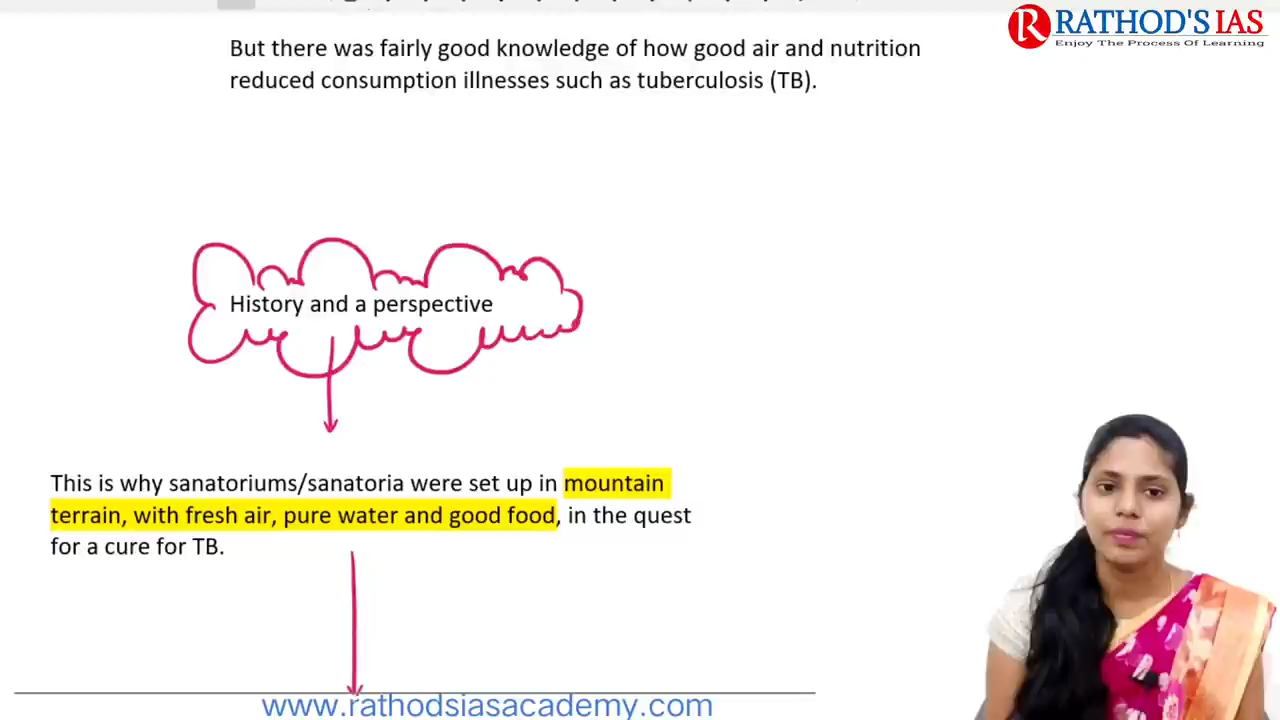 RATHOD'S IAS
Enjoy The Process Of Learning
But there was fairly good knowledge of how good air and nutrition
reduced consumption illnesses such as tuberculosis (TB).
History and a perspective
This is why sanatoriums/sanatoria were set up in mountain
terrain, with fresh air, pure water and good food, in the quest
for a cure for TB.
www.rathodsiasacademy.com